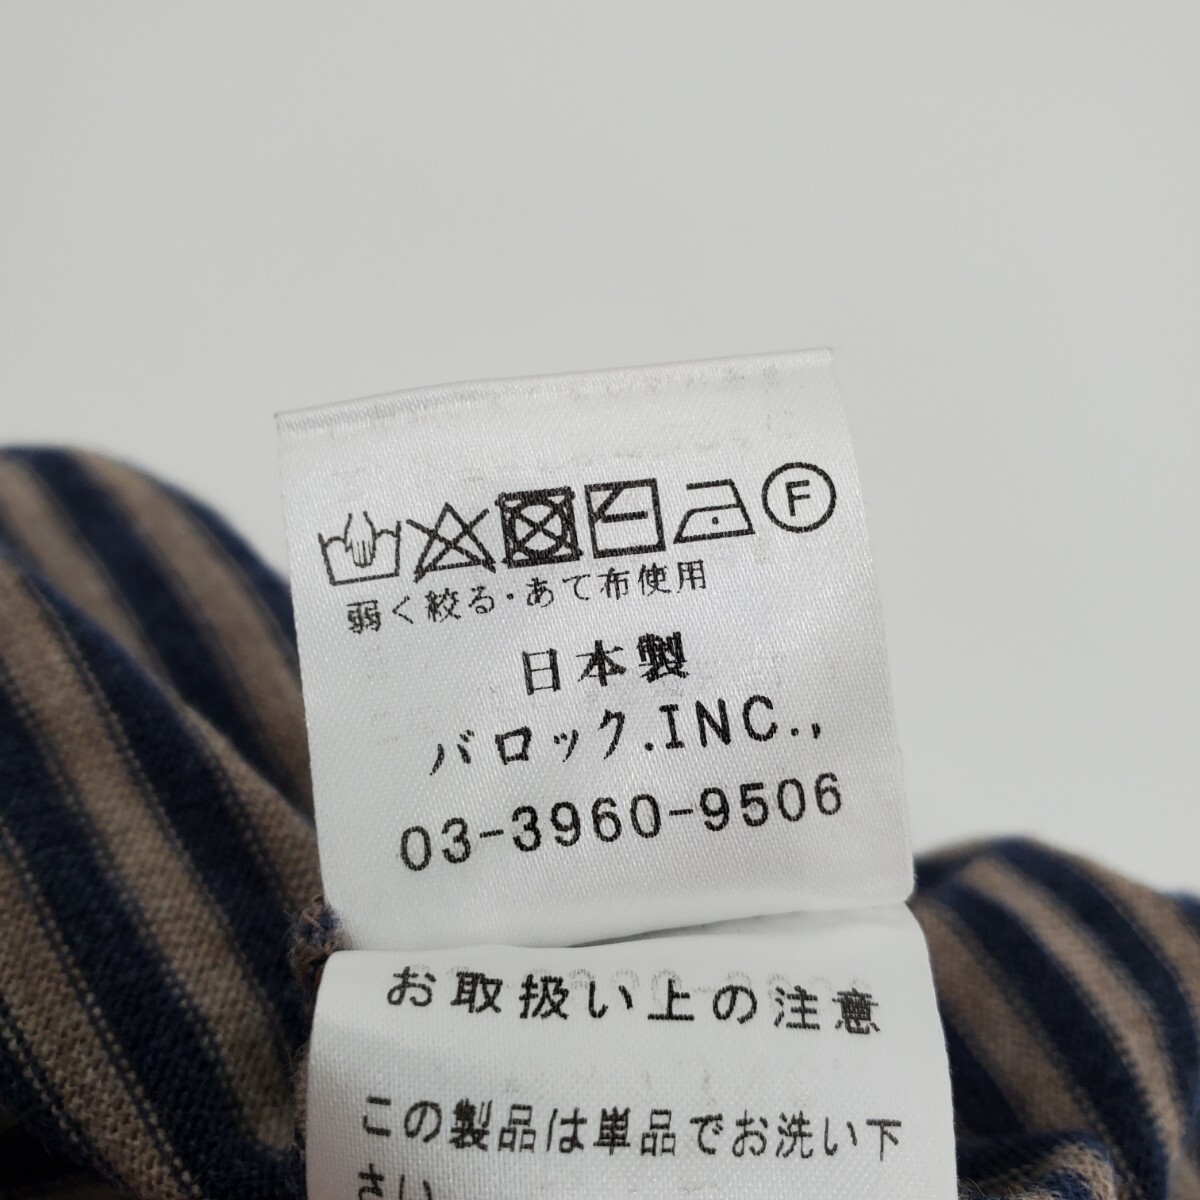 F
弱く絞る・あて布使用
日本製
バロック.INC.,
03-3960-9506
お取扱い上の注意
この製品は単品でお洗い下
さい